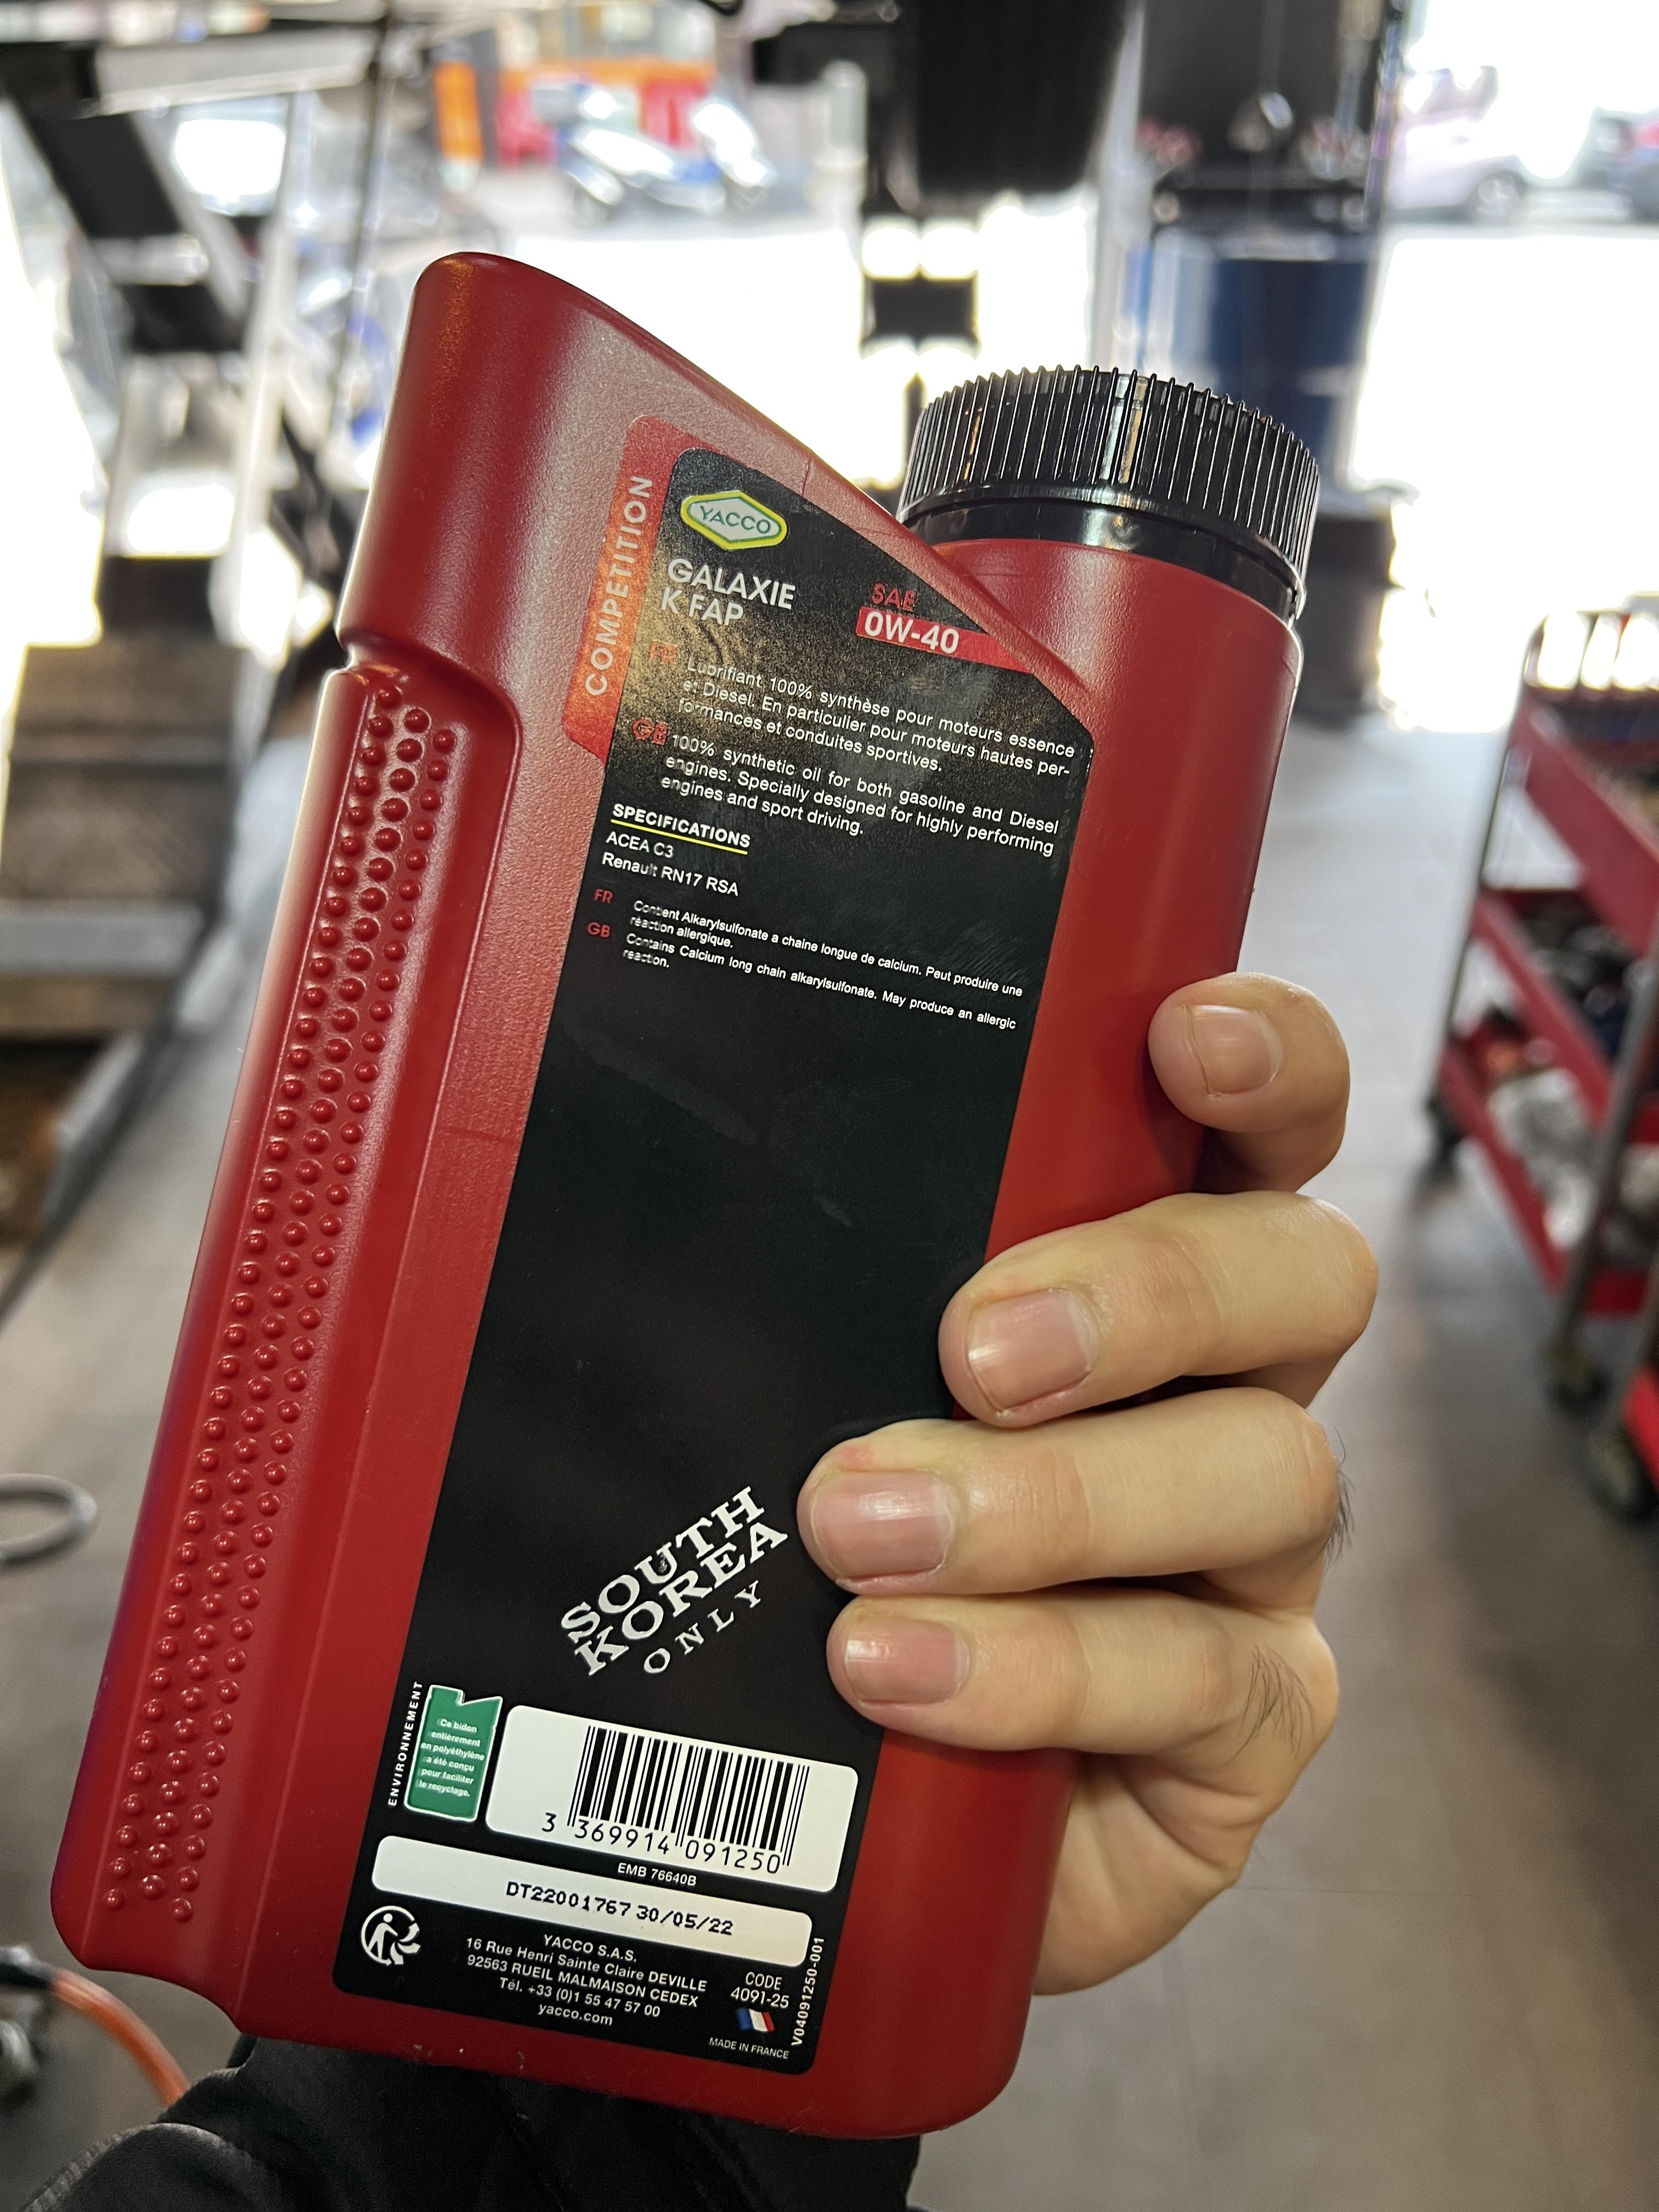 COMPETITION
YACCO
GALAXIE
K FAP
SAE
0W-40
FR
Lubrifiant 100% synthèse pour moteurs essence
et Diesel. En particulier pour moteurs hautes per-
formances et conduites sportives.
GB
100% synthetic oil for both gasoline and Diesel
engines. Specially designed for highly performing
engines and sport driving.
SPECIFICATIONS
ACEA C3
Renault RN17 RSA
FR
Contient Alkarylsulfonate a chaine longue de calcium. Peut produire une
réaction allergique.
GB
Contains Calcium long chain alkarylsulfonate. May produce an allergic
reaction.
SOUTH
KOREA
ONLY
ENVIRONNEMENT
Ce bidon
entièrement
en polyéthylène
a été conçu
pour faciliter
le recyclage.
3 369914 091250
EMB 76640B
DT22001767 30/05/22
YACCO S.A.S.
16 Rue Henri Sainte Claire DEVILLE
92563 RUEIL MALMAISON CEDEX
Tél. +33 (0)1 55 47 57 00
yacco.com
CODE
4091-25
MADE IN FRANCE
V04091250-001